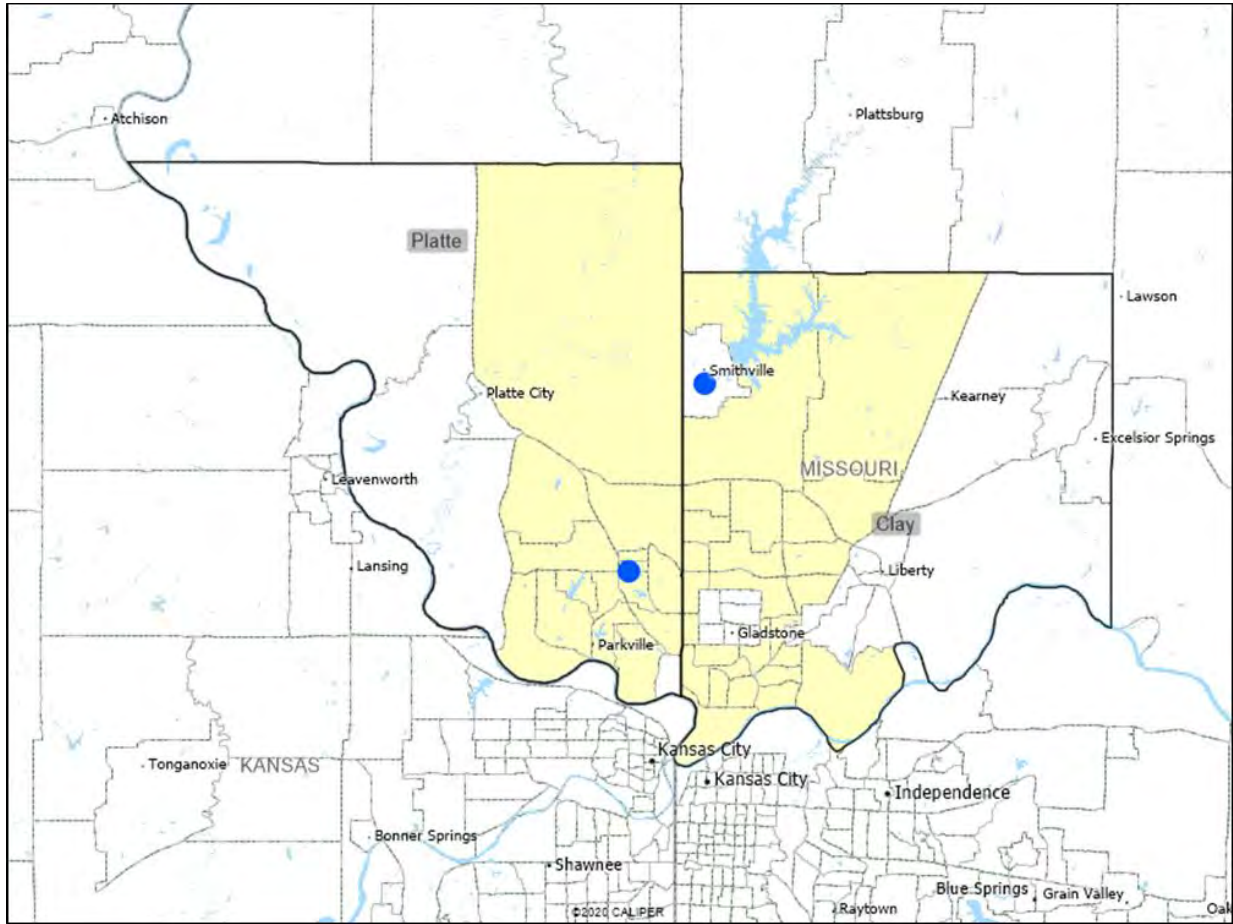 Atchison
Plattsburg
Platte
Lawson
Smithville
Platte City
Kearney
Excelsior Springs
MISSOURI
Leavenworth
Clay
Lansing
Liberty
Gladstone
Parkville
Kansas City
Tonganoxie
KANSAS
Kansas City
Independence
Bonner Springs
Shawnee
Blue Springs
Grain Valley
©2020 CALIPER
Raytown
Oak